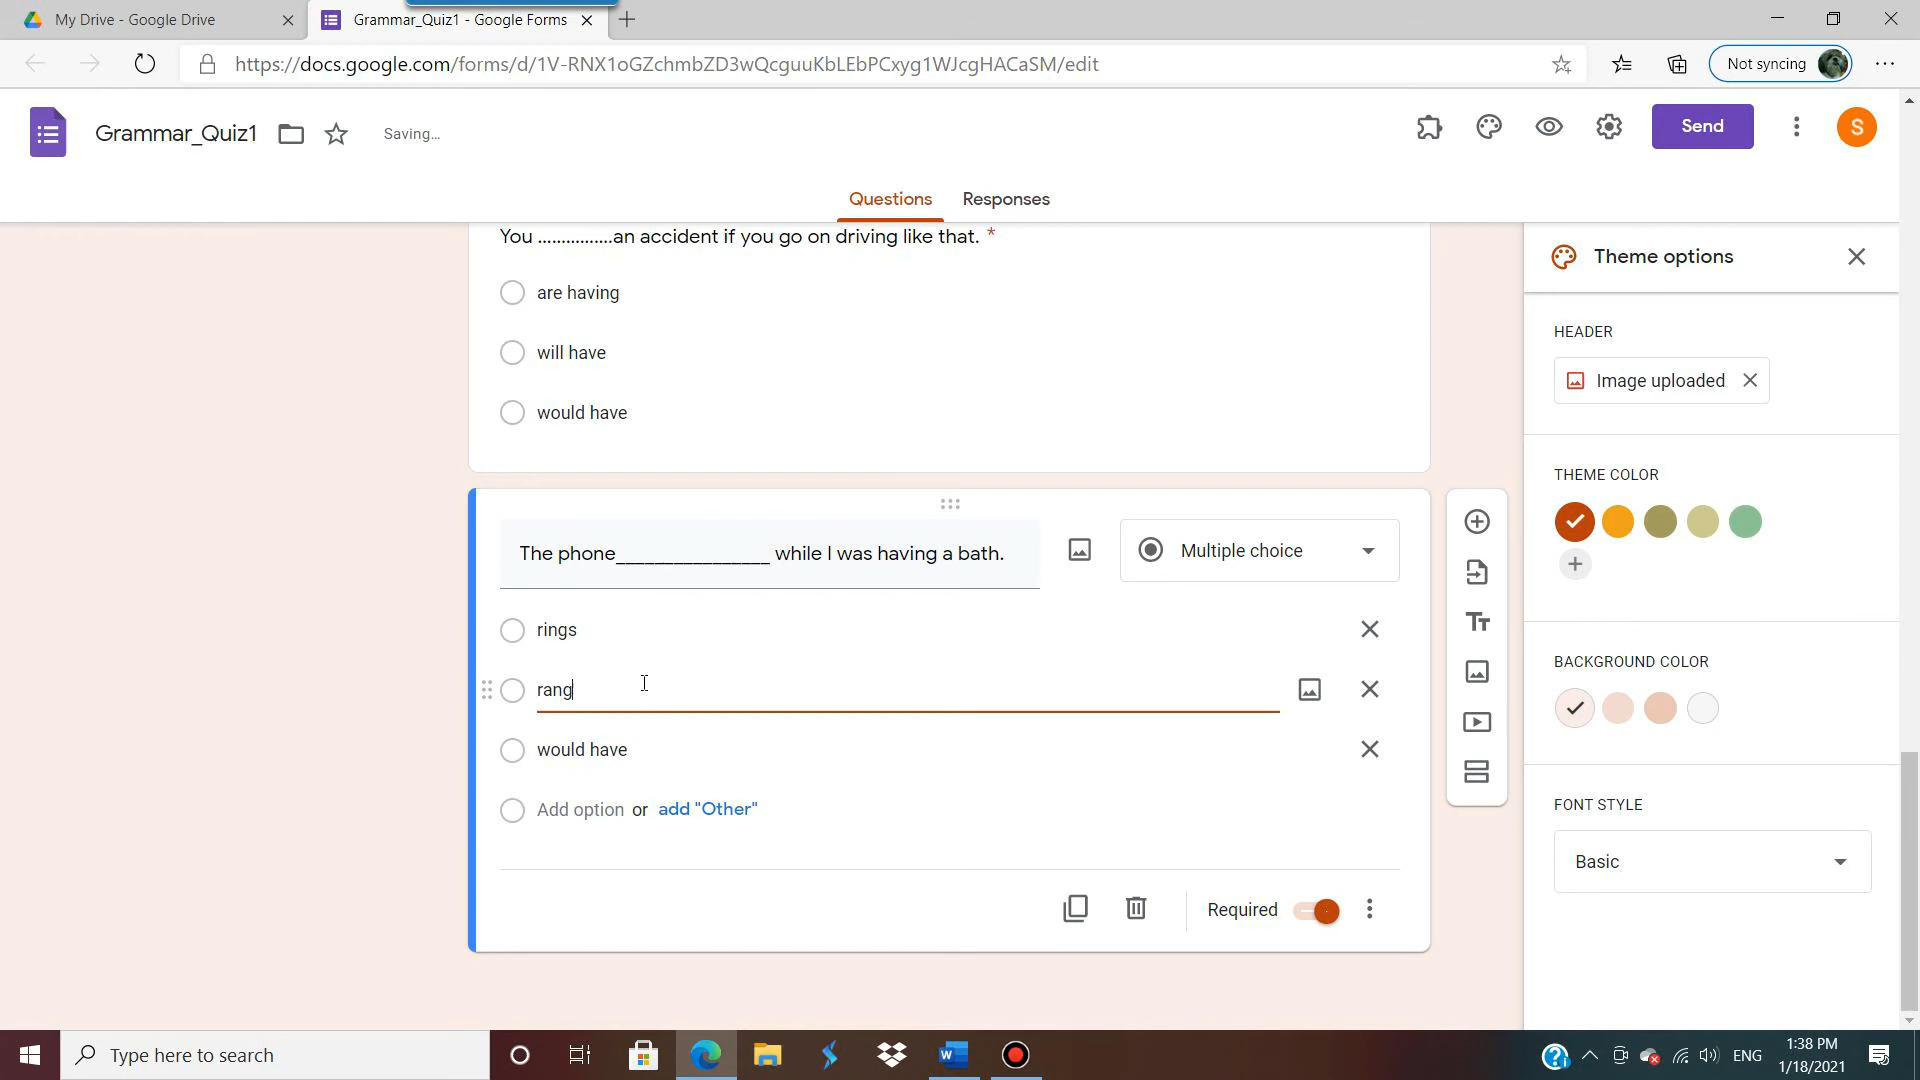 My Drive - Google Drive
Grammar_Quiz1 - Google Forms
https://docs.google.com/forms/d/1V-RNX1oGZchmbZD3wQcguuKbLEbPCxyg1WJcgHACaSM/edit
Not syncing
Grammar_Quiz1
Saving...
Send
S
Questions
Responses
You ...............an accident if you go on driving like that. *
are having
will have
would have
The phone________________ while I was having a bath.
Multiple choice
rings
rang
would have
Add option or add "Other"
Required
Tт
Theme options
HEADER
Image uploaded
THEME COLOR
BACKGROUND COLOR
FONT STYLE
Basic
Type here to search
W
ENG
1:38 PM
1/18/2021